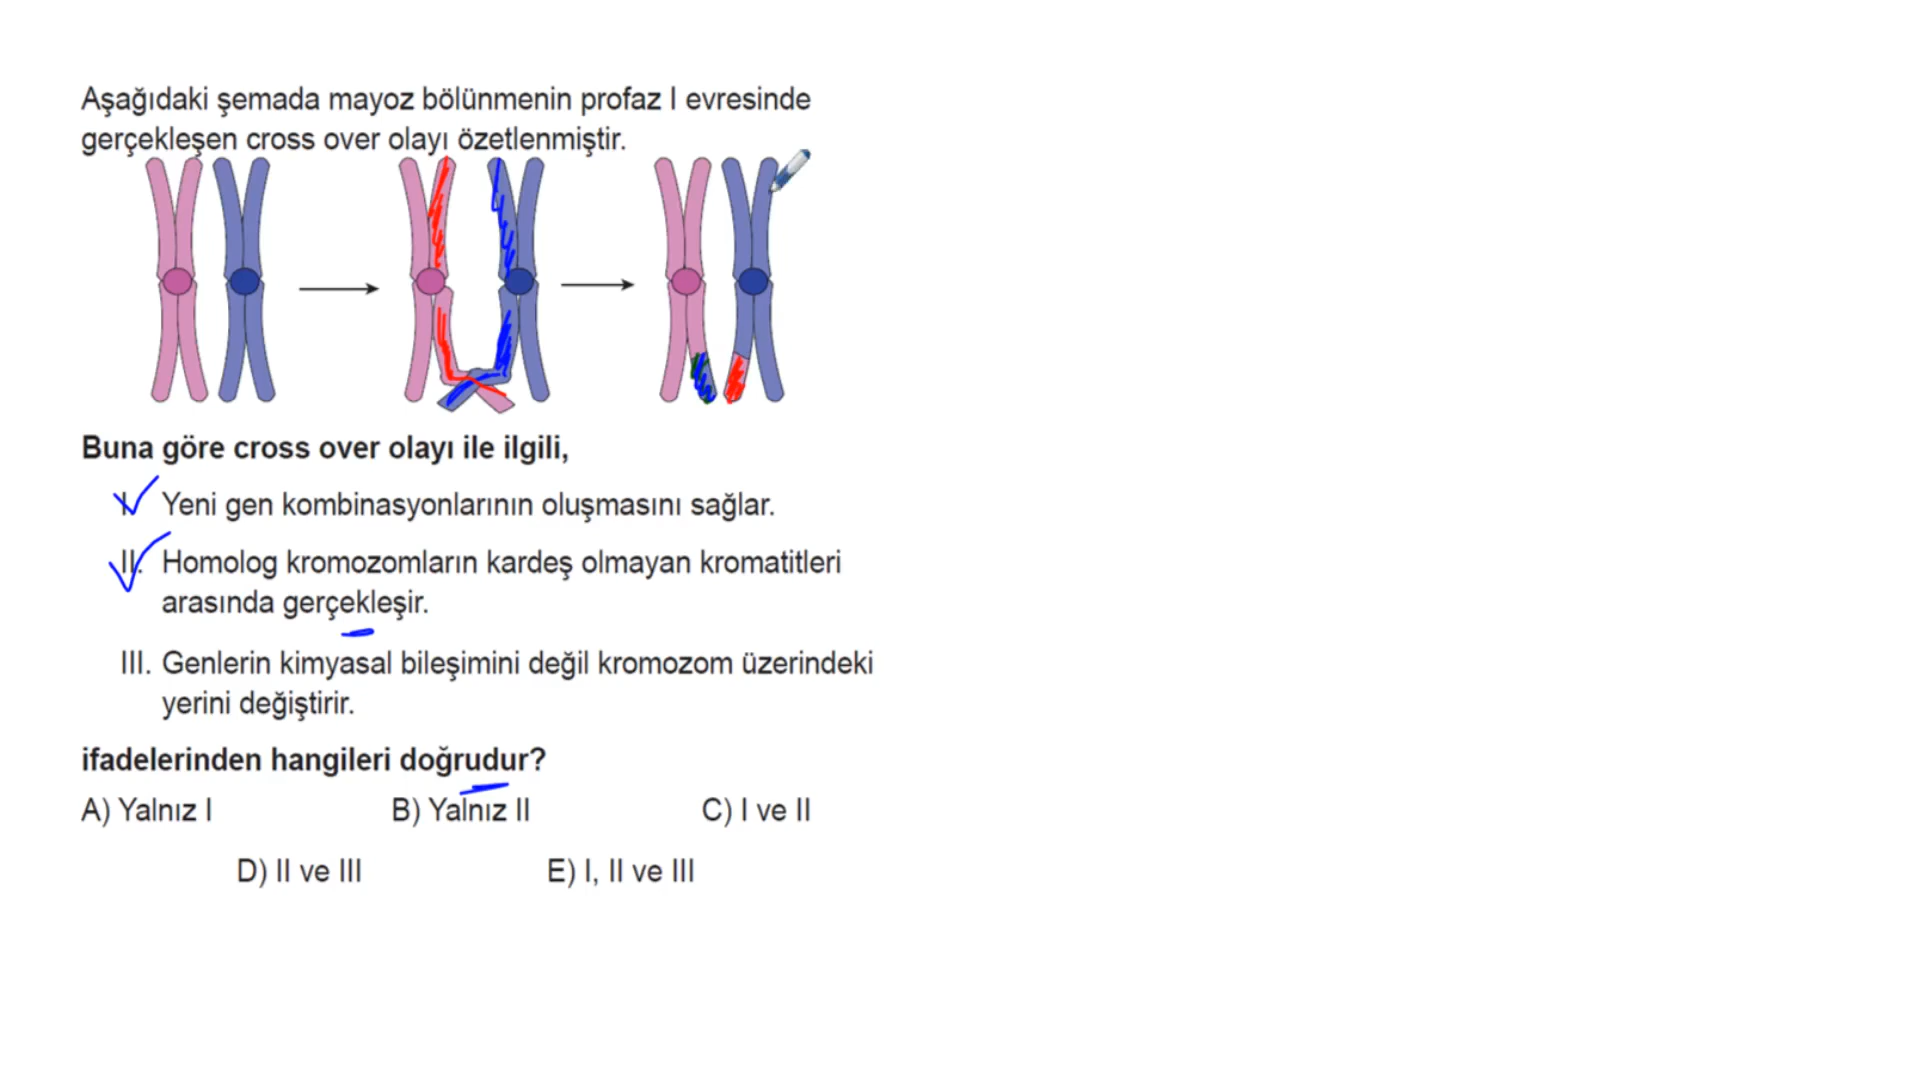 Aşağıdaki şemada mayoz bölünmenin profaz I evresinde
gerçekleşen cross over olayı özetlenmiştir.
Buna göre cross over olayı ile ilgili,
I. Yeni gen kombinasyonlarının oluşmasını sağlar.
II. Homolog kromozomların kardeş olmayan kromatitleri
arasında gerçekleşir.
III. Genlerin kimyasal bileşimini değil kromozom üzerindeki
yerini değiştirir.
ifadelerinden hangileri doğrudur?
A) Yalnız I B) Yalnız II C) I ve II
D) II ve III E) I, II ve III